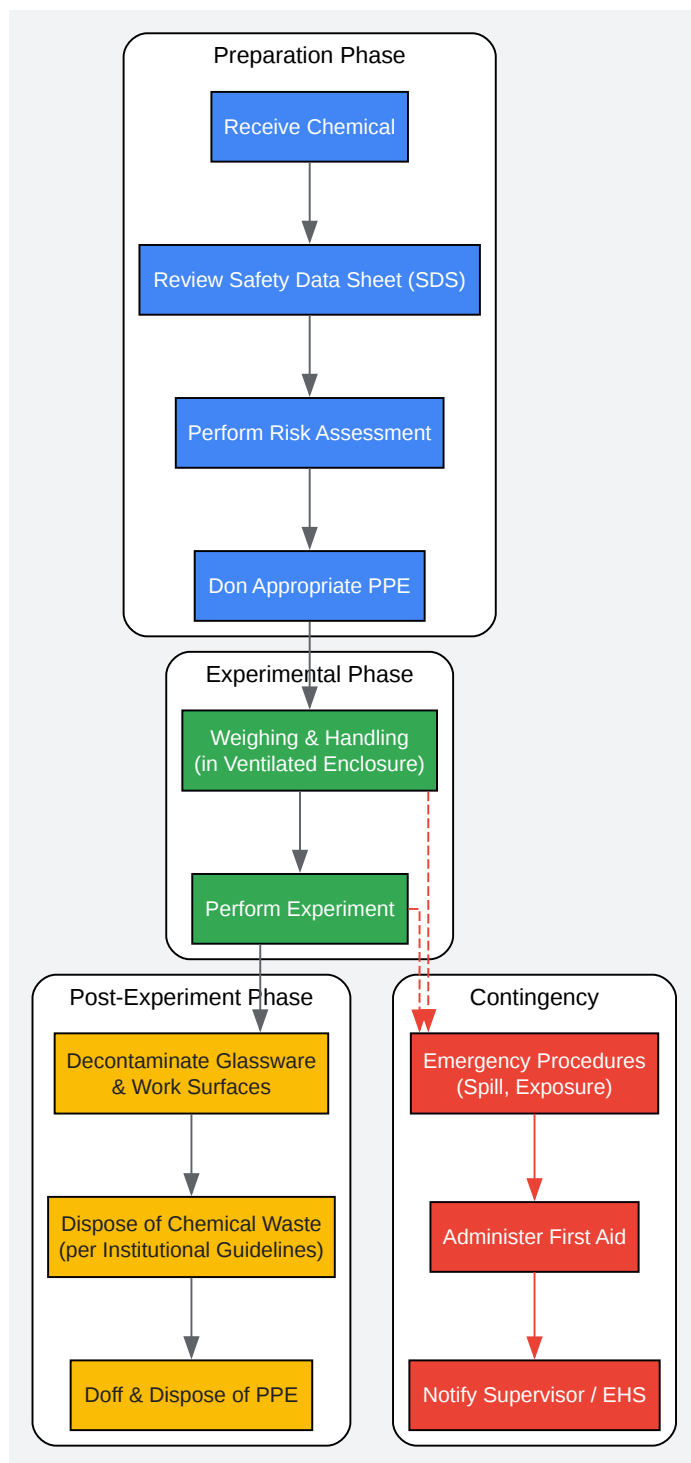 Preparation Phase
Receive Chemical
Review Safety Data Sheet (SDS)
Perform Risk Assessment
Don Appropriate PPE
Experimental Phase
Weighing & Handling
(in Ventilated Enclosure)
Perform Experiment
Post-Experiment Phase
Decontaminate Glassware
& Work Surfaces
Dispose of Chemical Waste
(per Institutional Guidelines)
Doff & Dispose of PPE
Contingency
Emergency Procedures
(Spill, Exposure)
Administer First Aid
Notify Supervisor / EHS